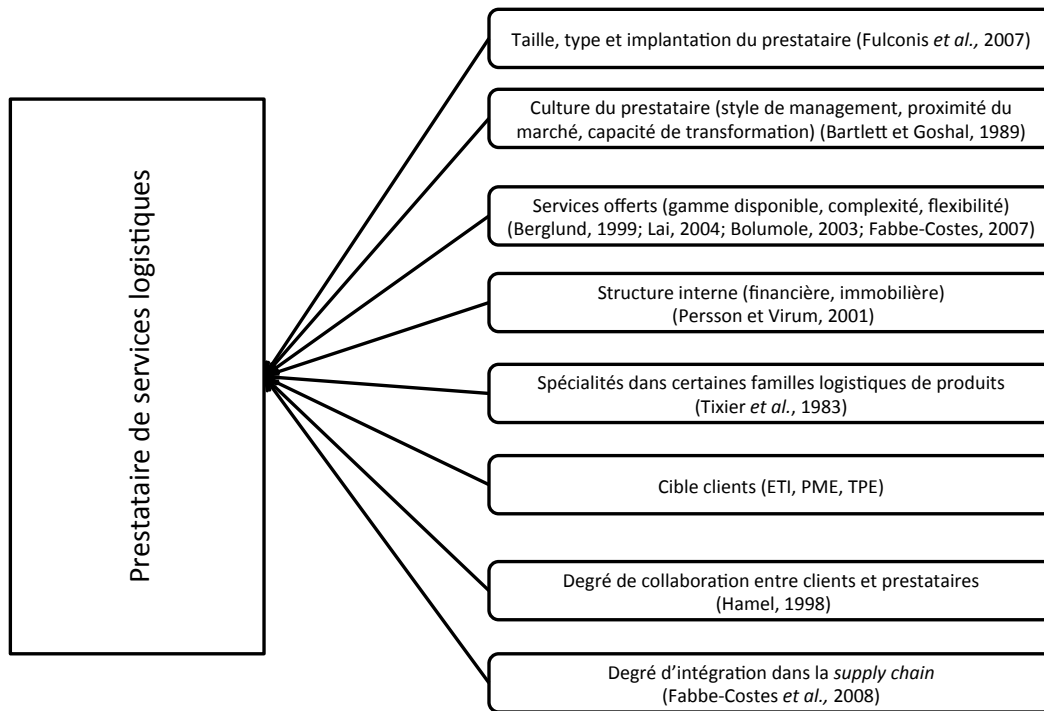 Prestataire de services logistiques
Taille, type et implantation du prestataire (Fulconis et al., 2007)
Culture du prestataire (style de management, proximité du
marché, capacité de transformation) (Bartlett et Goshal, 1989)
Services offerts (gamme disponible, complexité, flexibilité)
(Berglund, 1999; Lai, 2004; Bolumole, 2003; Fabbe-Costes, 2007)
Structure interne (financière, immobilière)
(Persson et Virum, 2001)
Spécialités dans certaines familles logistiques de produits
(Tixier et al., 1983)
Cible clients (ETI, PME, TPE)
Degré de collaboration entre clients et prestataires
(Hamel, 1998)
Degré d'intégration dans la supply chain
(Fabbe-Costes et al., 2008)